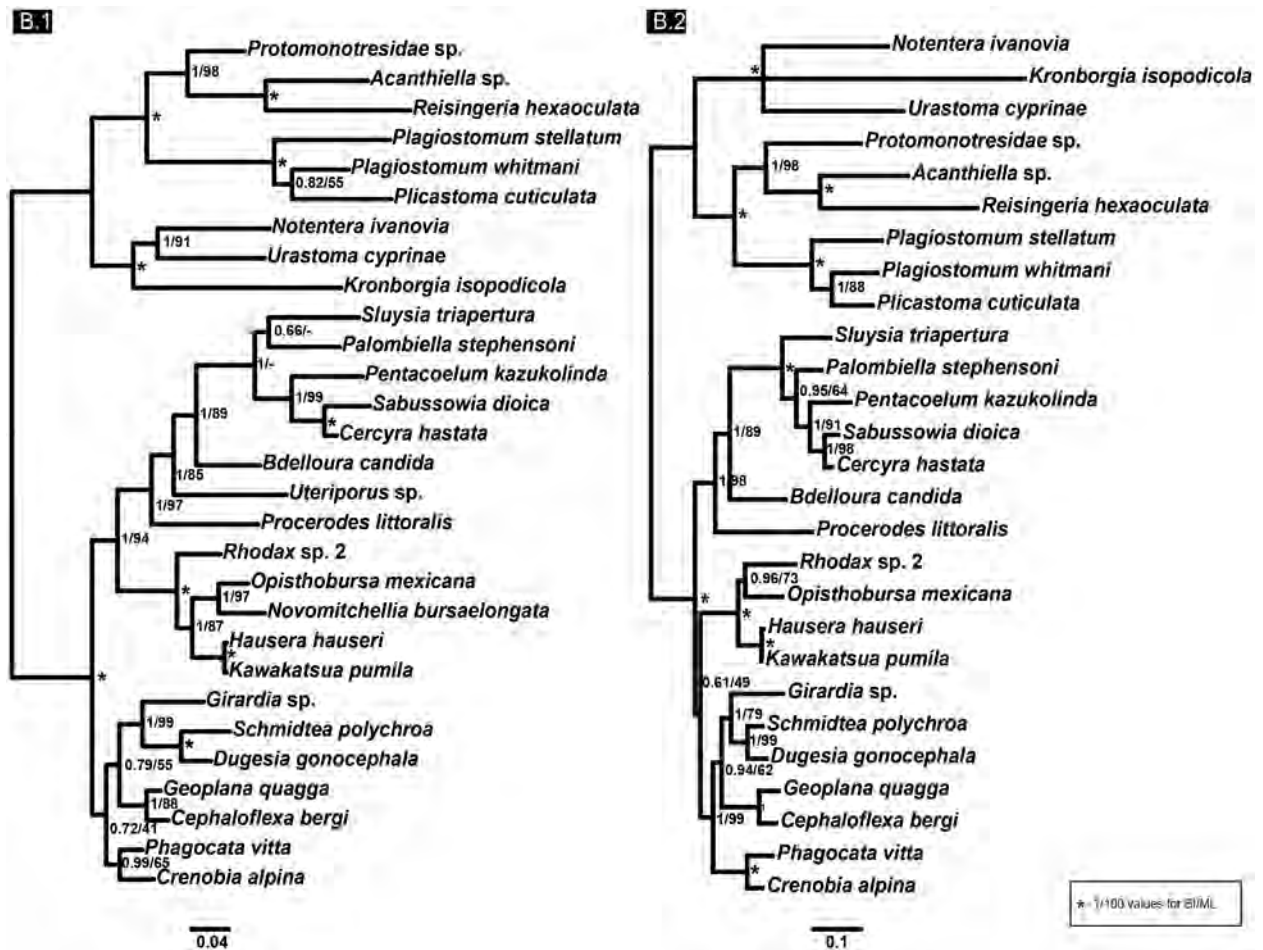 B.1
Protomonotresidae sp.
1/98
Acanthiella sp.
*
*
Reisingeria hexaoculata
Plagiostomum stellatum
*
Plagiostomum whitmani
0.82/55
Plicastoma cuticulata
Notentera ivanovia
1/91
Urastoma cyprinae
*
Kronborgia isopodicola
Sluysia triapertura
0.66/-
Palombiella stephensoni
1/-
Pentacoelum kazukolinda
1/99
Sabussowia dioica
1/89
*
Cercyra hastata
Bdelloura candida
1/85
Uteriporus sp.
1/97
Procerodes littoralis
1/94
Rhodax sp. 2
*
Opisthobursa mexicana
1/97
Novomitchellia bursaelongata
1/87
Hausera hauseri
*
Kawakatsua pumila
*
Girardia sp.
1/99
Schmidtea polychroa
*
Dugesia gonocephala
0.79/55
Geoplana quagga
1/88
Cephaloflexa bergi
0.72/41
Phagocata vitta
0.99/65
Crenobia alpina
0.04
B.2
Notentera ivanovia
*
Kronborgia isopodicola
Urastoma cyprinae
Protomonotresidae sp.
1/98
Acanthiella sp.
*
Reisingeria hexaoculata
*
Plagiostomum stellatum
*
Plagiostomum whitmani
1/88
Plicastoma cuticulata
Sluysia triapertura
*
Palombiella stephensoni
0.95/64
Pentacoelum kazukolinda
1/91
Sabussowia dioica
1/89
1/98
Cercyra hastata
1/98
Bdelloura candida
Procerodes littoralis
Rhodax sp. 2
0.96/73
Opisthobursa mexicana
*
*
Hausera hauseri
*
Kawakatsua pumila
0.61/49
Girardia sp.
1/79
Schmidtea polychroa
1/99
Dugesia gonocephala
0.94/62
Geoplana quagga
1
Cephaloflexa bergi
1/99
Phagocata vitta
*
Crenobia alpina
0.1
* 1/100 values for BI/ML